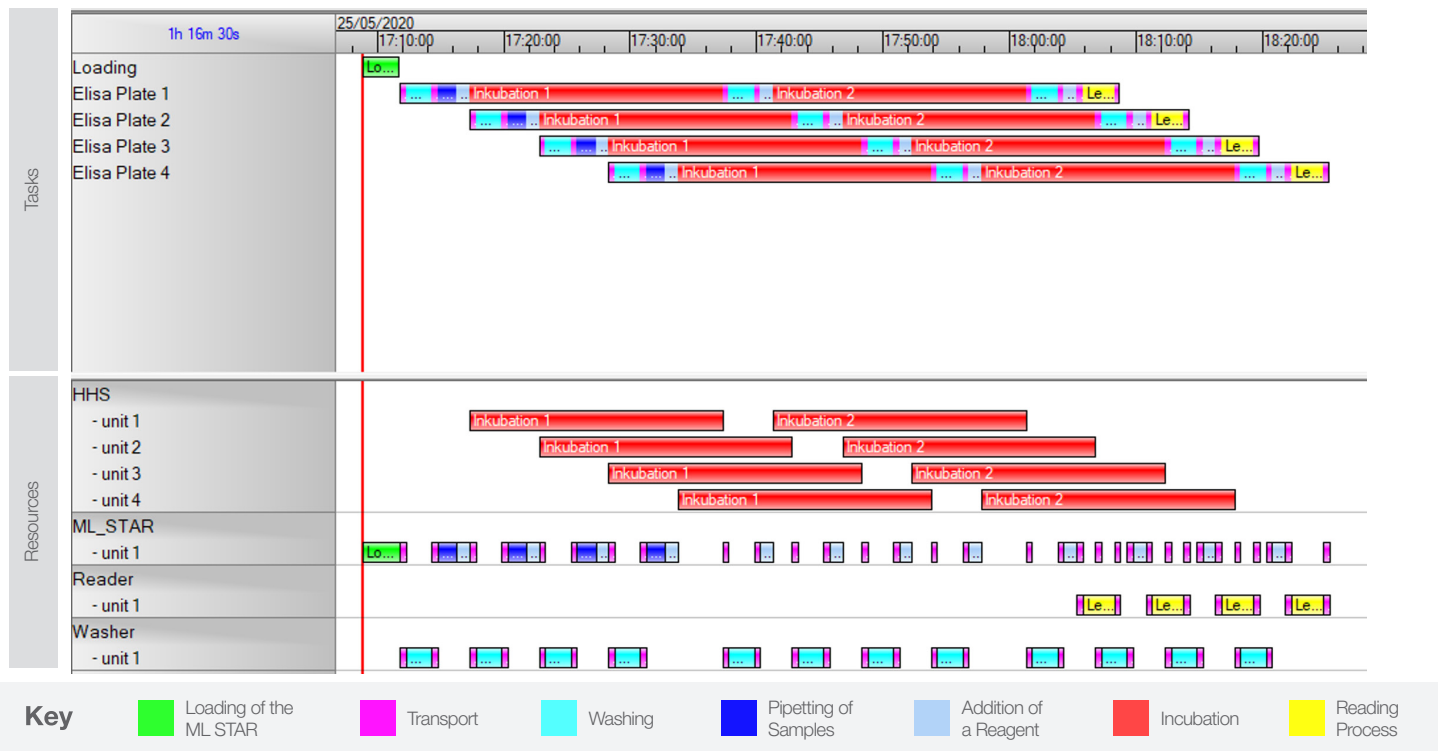 25/05/2020
1h 16m 30s
17:10:00 17:20:00 17:30:00 17:40:00 17:50:00 18:00:00 18:10:00 18:20:00
Tasks
Loading Lo...
Elisa Plate 1 ... ... .. Inkubation 1 ... .. Inkubation 2 ... .. Le...
Elisa Plate 2 ... ... .. Inkubation 1 ... .. Inkubation 2 ... .. Le...
Elisa Plate 3 ... ... .. Inkubation 1 ... .. Inkubation 2 ... .. Le...
Elisa Plate 4 ... ... .. Inkubation 1 ... .. Inkubation 2 ... .. Le...
Resources
HHS
- unit 1 Inkubation 1 Inkubation 2
- unit 2 Inkubation 1 Inkubation 2
- unit 3 Inkubation 1 Inkubation 2
- unit 4 Inkubation 1 Inkubation 2
ML_STAR
- unit 1 Lo... ... .. ... .. ... .. ... .. .. .. .. .. .. .. .. ..
Reader
- unit 1 Le... Le... Le... Le...
Washer
- unit 1 ... ... ... ... ... ... ... ... ... ... ... ...
Key
Loading of the
ML STAR
Transport
Washing
Pipetting of
Samples
Addition of
a Reagent
Incubation
Reading
Process